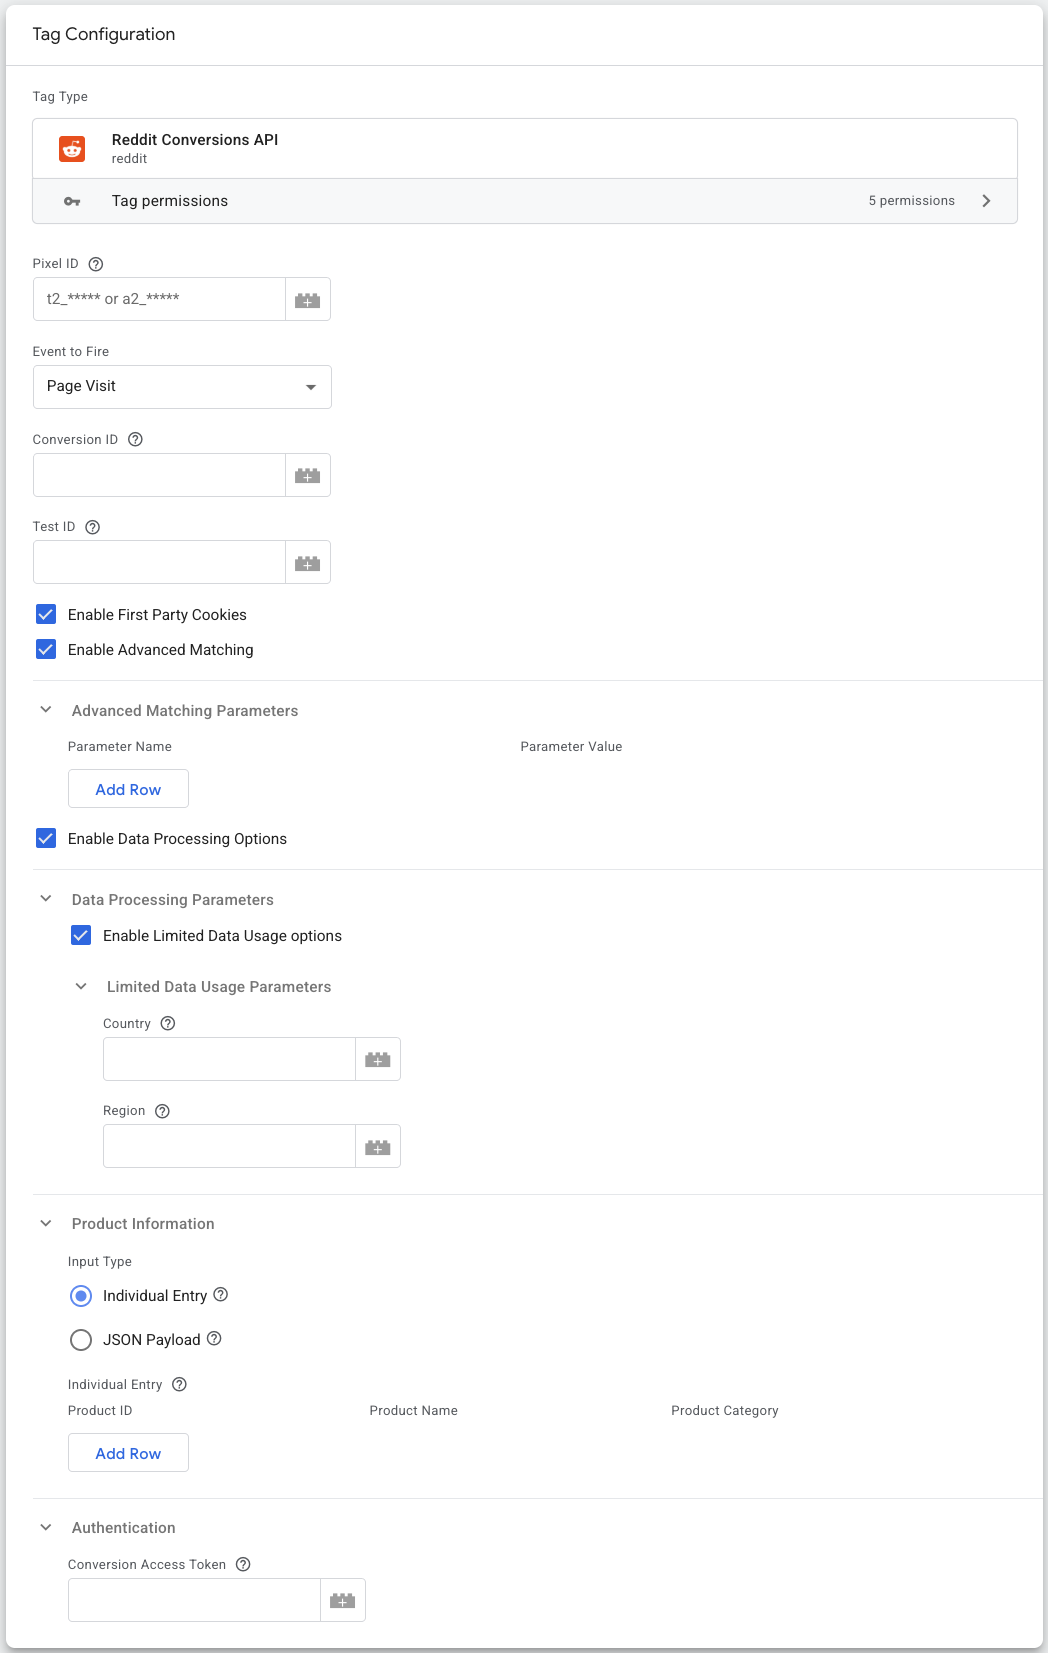 Tag Configuration
Tag Type
Reddit Conversions API
reddit
Tag permissions 5 permissions
Pixel ID
t2_***** or a2_*****
Event to Fire
Page Visit
Conversion ID
Test ID
Enable First Party Cookies
Enable Advanced Matching
Advanced Matching Parameters
Parameter Name Parameter Value
Add Row
Enable Data Processing Options
Data Processing Parameters
Enable Limited Data Usage options
Limited Data Usage Parameters
Country
Region
Product Information
Input Type
Individual Entry
JSON Payload
Individual Entry
Product ID Product Name Product Category
Add Row
Authentication
Conversion Access Token